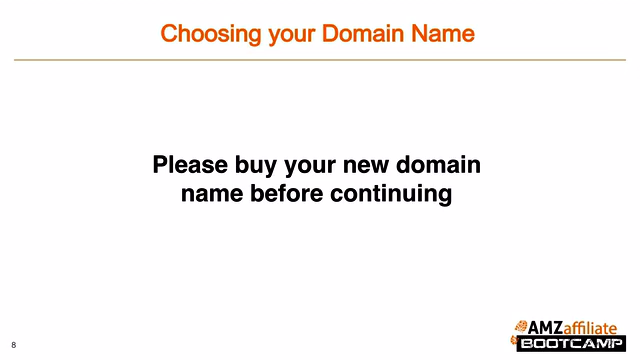 Choosing your Domain Name
Please buy your new domain
name before continuing
AMZaffiliate
BOOTCAMP
8